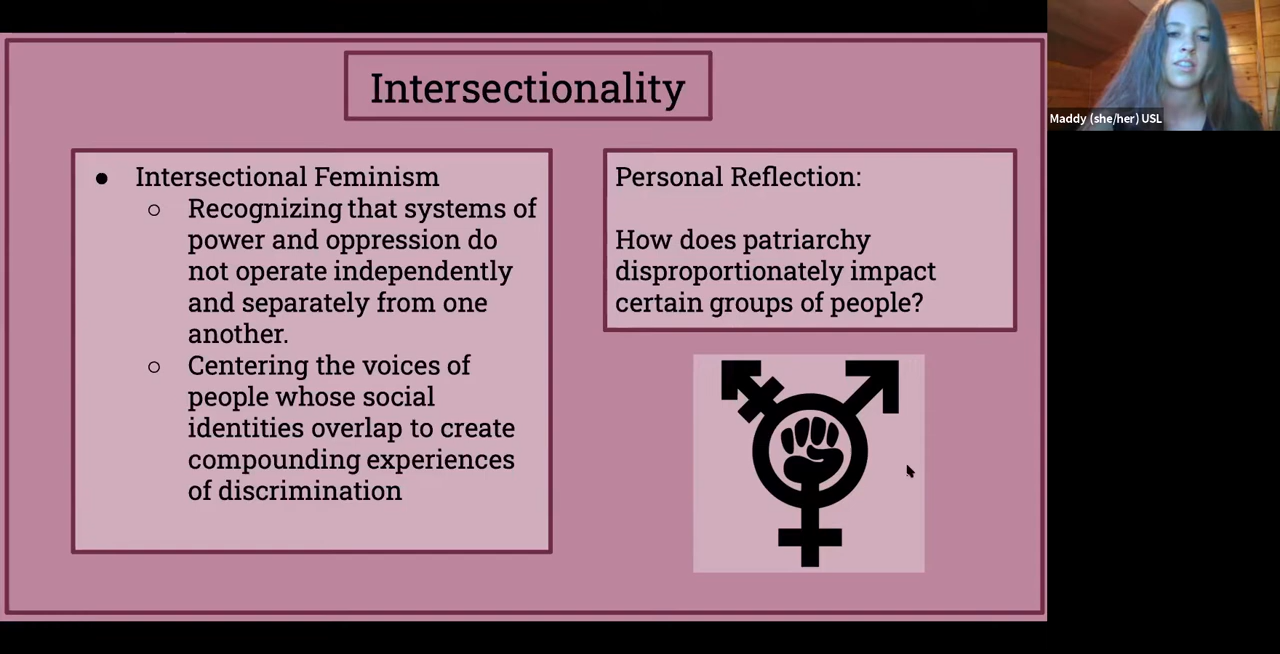 Intersectionality
● Intersectional Feminism
○ Recognizing that systems of
power and oppression do
not operate independently
and separately from one
another.
○ Centering the voices of
people whose social
identities overlap to create
compounding experiences
of discrimination
Personal Reflection:
How does patriarchy
disproportionately impact
certain groups of people?
Maddy (she/her) USL